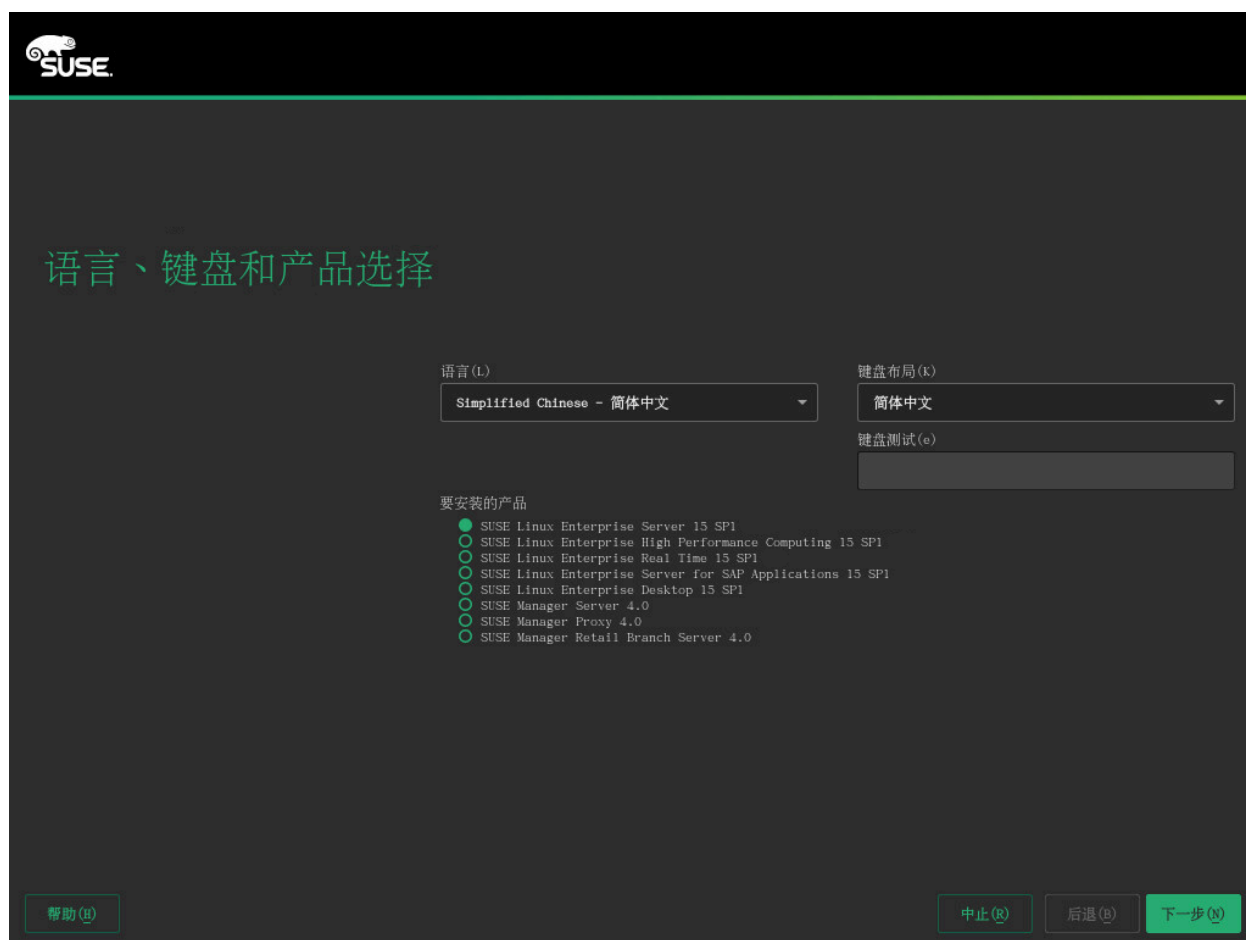 SUSE.
语言、键盘和产品选择
语言(L)
Simplified Chinese - 简体中文
键盘布局(K)
简体中文
键盘测试(e)
要安装的产品
SUSE Linux Enterprise Server 15 SP1
SUSE Linux Enterprise High Performance Computing 15 SP1
SUSE Linux Enterprise Real Time 15 SP1
SUSE Linux Enterprise Server for SAP Applications 15 SP1
SUSE Linux Enterprise Desktop 15 SP1
SUSE Manager Server 4.0
SUSE Manager Proxy 4.0
SUSE Manager Retail Branch Server 4.0
帮助(H) 中止(R) 后退(B) 下一步(N)